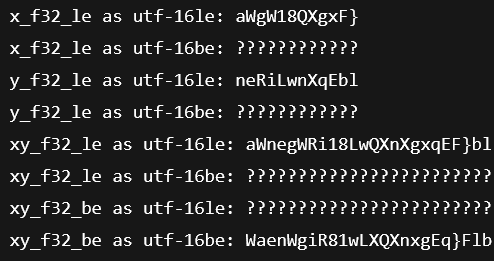 x_f32_le as utf-16le: aWgW18QXgxF}
x_f32_le as utf-16be: ????????????
y_f32_le as utf-16le: neRiLwnXqEbl
y_f32_le as utf-16be: ????????????
xy_f32_le as utf-16le: aWnegWRi18LwQXnXgxqEF}bl
xy_f32_le as utf-16be: ????????????????????????
xy_f32_be as utf-16le: ????????????????????????
xy_f32_be as utf-16be: WaenWgiR81wLXQXnxgEq}Flb